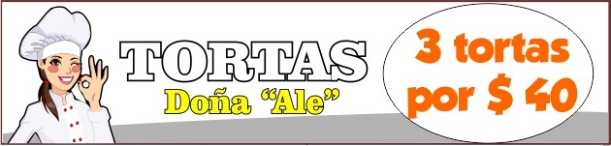 TORTAS
Doña "Ale"
3 tortas
por $ 40